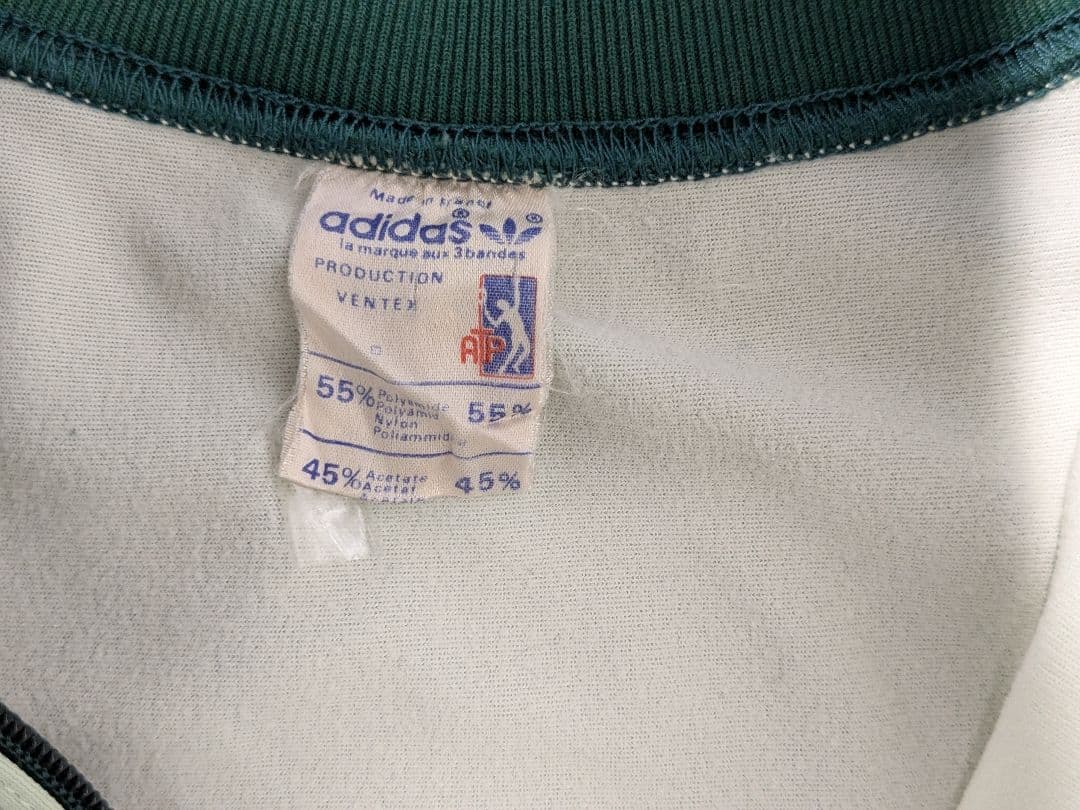 Made in France
adidas®
®
la marque aux 3 bandes
PRODUCTION
VENTEX
ATP
55% Polyamide 55%
Polyamid
Nylon
Poliammid
45% Acetate 45%
Acetat